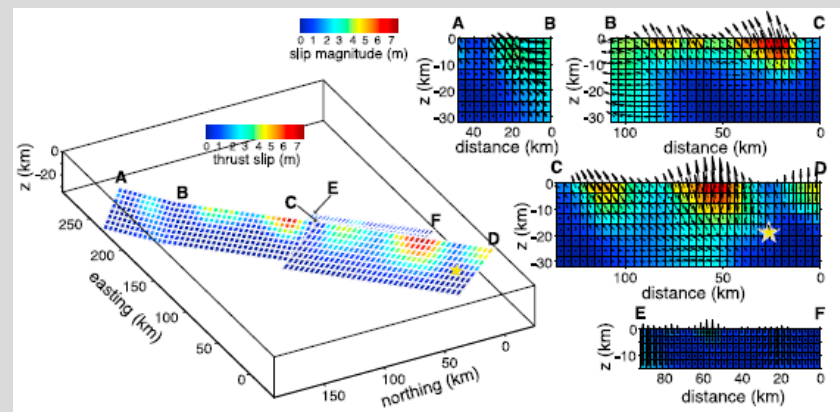 0 1 2 3 4 5 6 7
slip magnitude (m)
0 1 2 3 4 5 6 7
thrust slip (m)
z (km)
0
-20
A
B
C
E
F
D
250
200
150
100
50
0
easting (km)
150
100
50
0
northing (km)
A B
z (km)
0
-10
-20
-30
40 20 0
distance (km)
B C
z (km)
0
-10
-20
-30
100 50 0
distance (km)
C D
z (km)
0
-10
-20
-30
100 50 0
distance (km)
E F
z (km)
0
-10
80 60 40 20 0
distance (km)